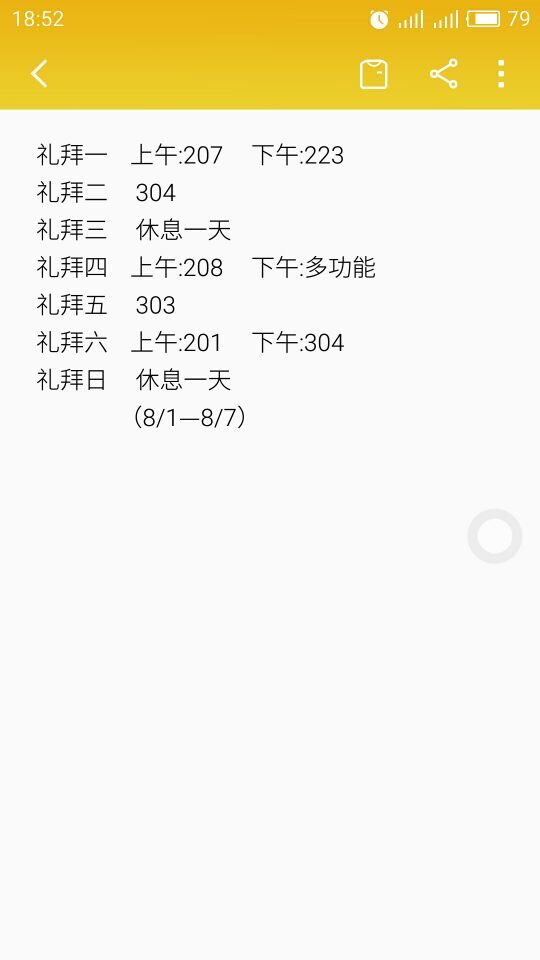 18:52 79
礼拜一 上午:207 下午:223
礼拜二 304
礼拜三 休息一天
礼拜四 上午:208 下午:多功能
礼拜五 303
礼拜六 上午:201 下午:304
礼拜日 休息一天
（8/1—8/7）